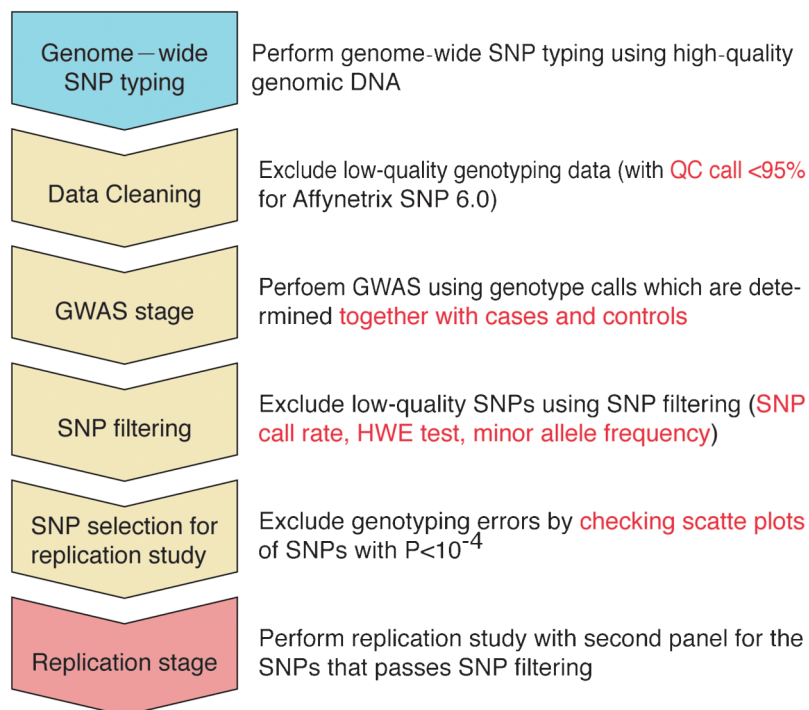 Genome－wide
SNP typing
Perform genome-wide SNP typing using high-quality
genomic DNA
Data Cleaning
Exclude low-quality genotyping data (with QC call <95%
for Affynetrix SNP 6.0)
GWAS stage
Perfoem GWAS using genotype calls which are dete-
rmined together with cases and controls
SNP filtering
Exclude low-quality SNPs using SNP filtering (SNP
call rate, HWE test, minor allele frequency)
SNP selection for
replication study
Exclude genotyping errors by checking scatte plots
of SNPs with P<10-4
Replication stage
Perform replication study with second panel for the
SNPs that passes SNP filtering